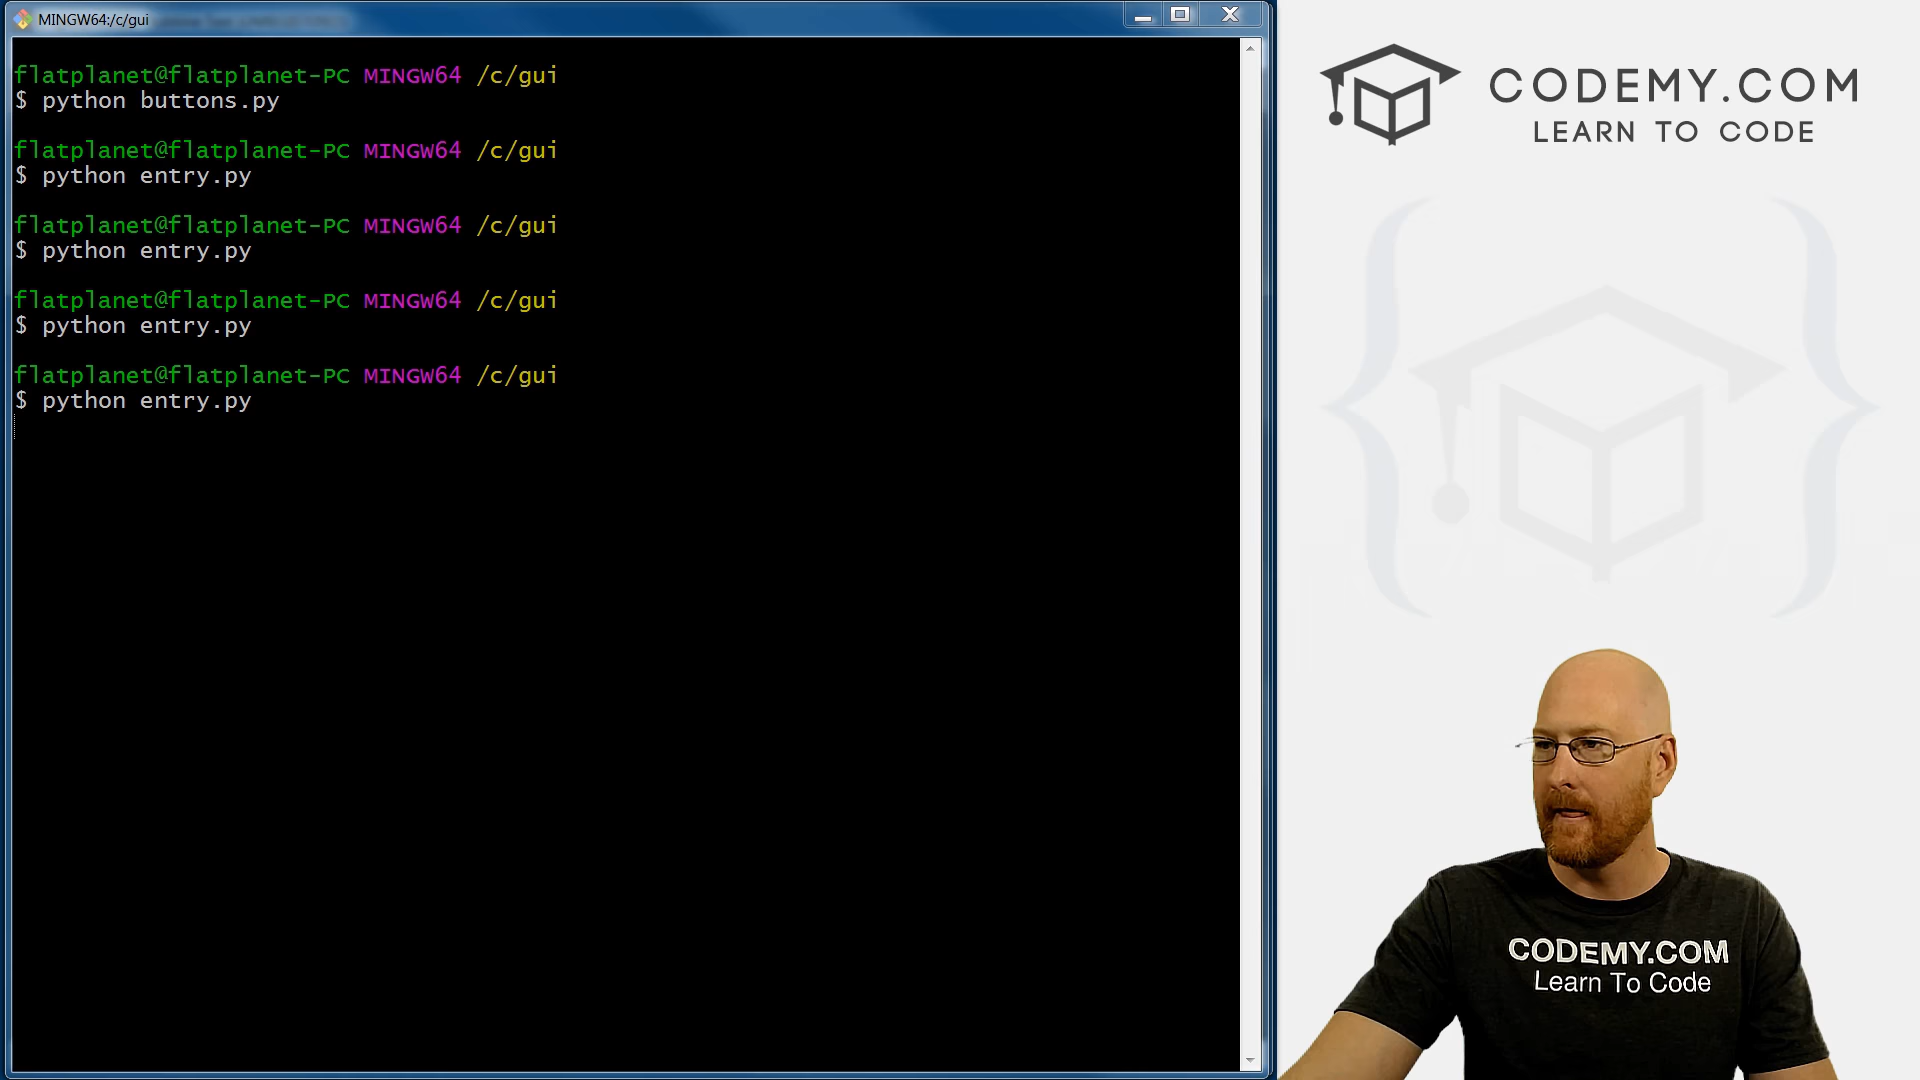 MINGW64:/c/gui
flatplanet@flatplanet-PC MINGW64 /c/gui
$ python buttons.py
flatplanet@flatplanet-PC MINGW64 /c/gui
$ python entry.py
flatplanet@flatplanet-PC MINGW64 /c/gui
$ python entry.py
flatplanet@flatplanet-PC MINGW64 /c/gui
$ python entry.py
flatplanet@flatplanet-PC MINGW64 /c/gui
$ python entry.py
CODEMY.COM
LEARN TO CODE
CODEMY.COM
Learn To Code